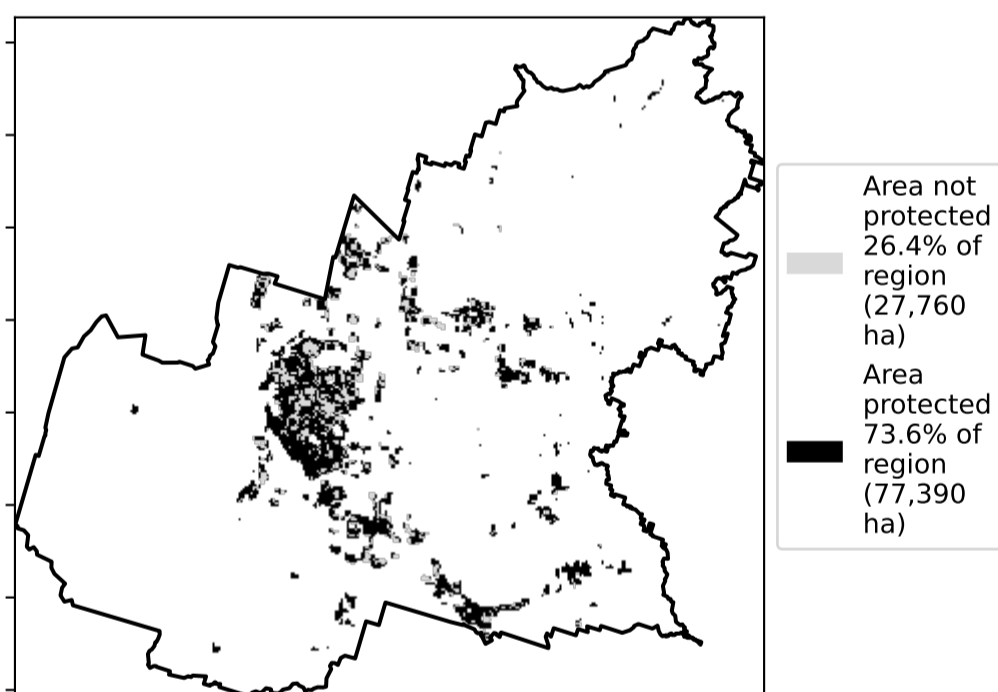 Area not
protected
26.4% of
region
(27,760
ha)
Area
protected
73.6% of
region
(77,390
ha)